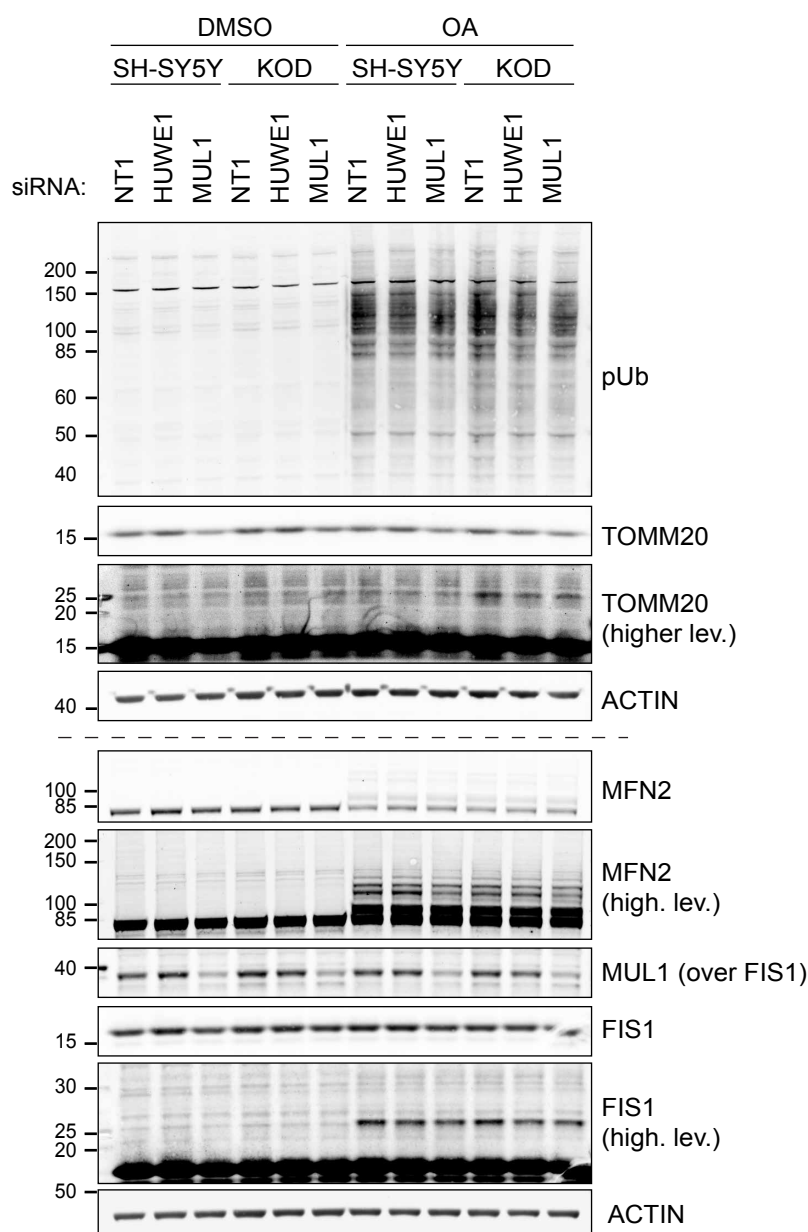 DMSO OA
SH-SY5Y KOD SH-SY5Y KOD
siRNA: NT1 HUWE1 MUL1 NT1 HUWE1 MUL1 NT1 HUWE1 MUL1 NT1 HUWE1 MUL1
200
150
100
85
60
50
40
pUb
15
TOMM20
25
20
15
TOMM20
(higher lev.)
40
ACTIN
100
85
MFN2
200
150
100
85
MFN2
(high. lev.)
40
MUL1 (over FIS1)
15
FIS1
30
25
20
FIS1
(high. lev.)
50
40
ACTIN